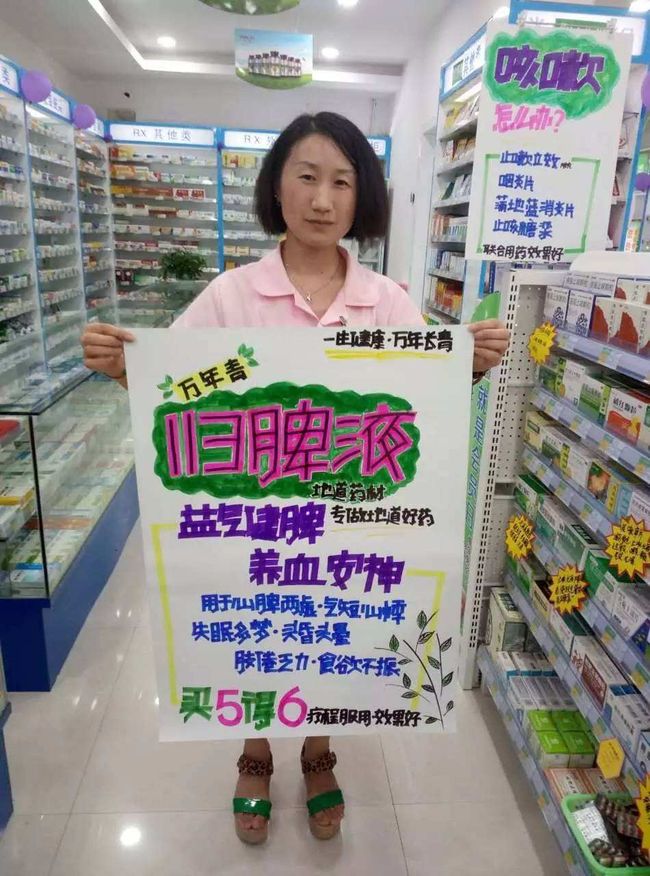 RX 其他类
咳嗽
怎么办?
止嗽立效
咽炎片
蒲地蓝消炎片
止咳糖浆
联合用药效果好
一生健康·万年长青
万年青
归脾液
地道药材
益气健脾
专做地道好药
养血安神
用于心脾两虚·气短心悸
失眠多梦·头昏头晕
肢倦乏力·食欲不振
买5得6
疗程服用·效果好